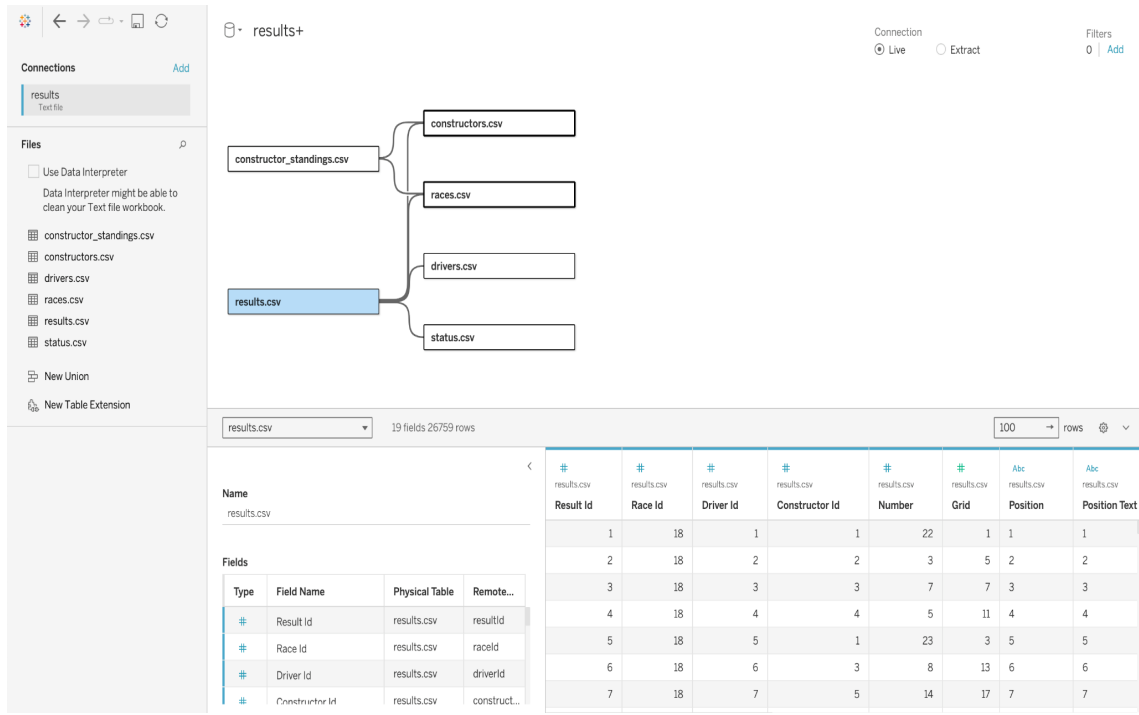 results+
Connection
Live
Extract
Filters
0 | Add
Connections
Add
results
Text file
Files
Use Data Interpreter
Data Interpreter might be able to
clean your Text file workbook.
constructor_standings.csv
constructors.csv
drivers.csv
races.csv
results.csv
status.csv
New Union
New Table Extension
constructors.csv
constructor_standings.csv
races.csv
drivers.csv
results.csv
status.csv
results.csv
19 fields 26759 rows
100 → rows
Name
results.csv
Fields
Type Field Name Physical Table Remote...
# Result Id results.csv resultId
# Race Id results.csv raceId
# Driver Id results.csv driverId
# Constructor Id results.csv construct...
# # # # # # Abc Abc
results.csv results.csv results.csv results.csv results.csv results.csv results.csv results.csv
Result Id Race Id Driver Id Constructor Id Number Grid Position Position Text
1 18 1 1 22 1 1 1
2 18 2 2 3 5 2 2
3 18 3 3 7 7 3 3
4 18 4 4 5 11 4 4
5 18 5 1 23 3 5 5
6 18 6 3 8 13 6 6
7 18 7 5 14 17 7 7